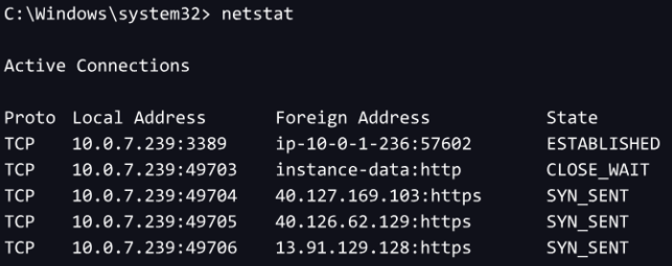 C:\Windows\system32> netstat
Active Connections
Proto Local Address Foreign Address State
TCP 10.0.7.239:3389 ip-10-0-1-236:57602 ESTABLISHED
TCP 10.0.7.239:49703 instance-data:http CLOSE_WAIT
TCP 10.0.7.239:49704 40.127.169.103:https SYN_SENT
TCP 10.0.7.239:49705 40.126.62.129:https SYN_SENT
TCP 10.0.7.239:49706 13.91.129.128:https SYN_SENT